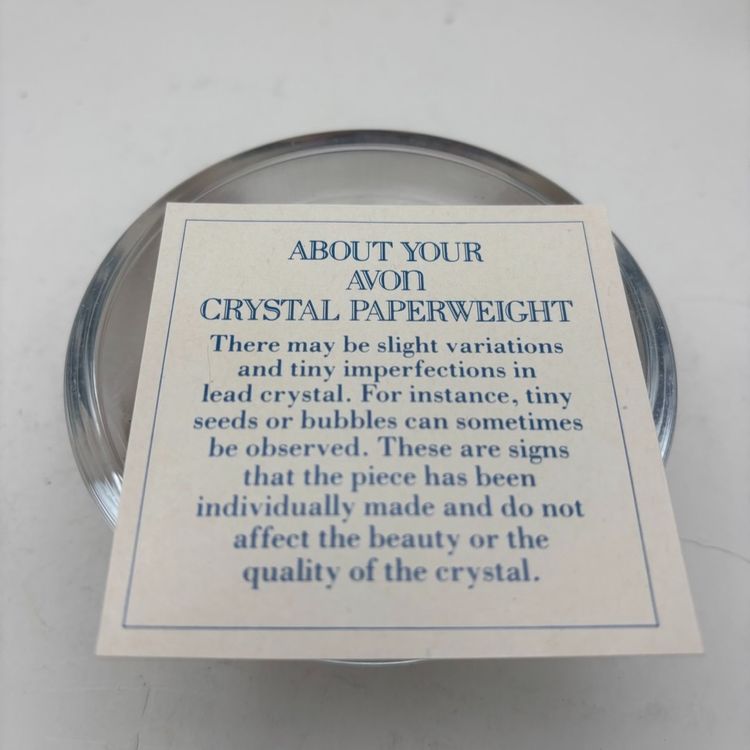 ABOUT YOUR
AVON
CRYSTAL PAPERWEIGHT
There may be slight variations
and tiny imperfections in
lead crystal. For instance, tiny
seeds or bubbles can sometimes
be observed. These are signs
that the piece has been
individually made and do not
affect the beauty or the
quality of the crystal.